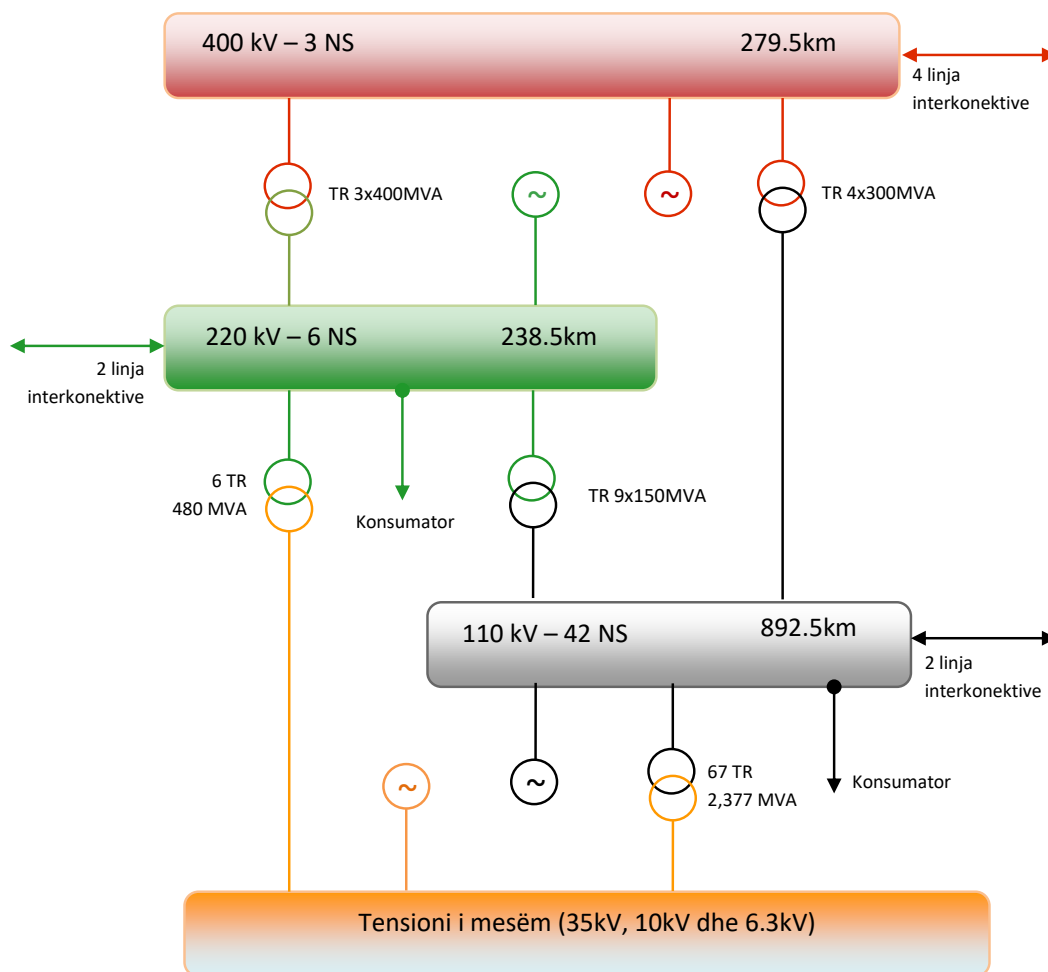 400 kV – 3 NS 279.5km
4 linja
interkonektive
TR 3x400MVA
~
~
TR 4x300MVA
220 kV – 6 NS 238.5km
2 linja
interkonektive
6 TR
480 MVA
Konsumator
TR 9x150MVA
110 kV – 42 NS 892.5km
2 linja
interkonektive
~
~
67 TR
2,377 MVA
Konsumator
Tensioni i mesëm (35kV, 10kV dhe 6.3kV)